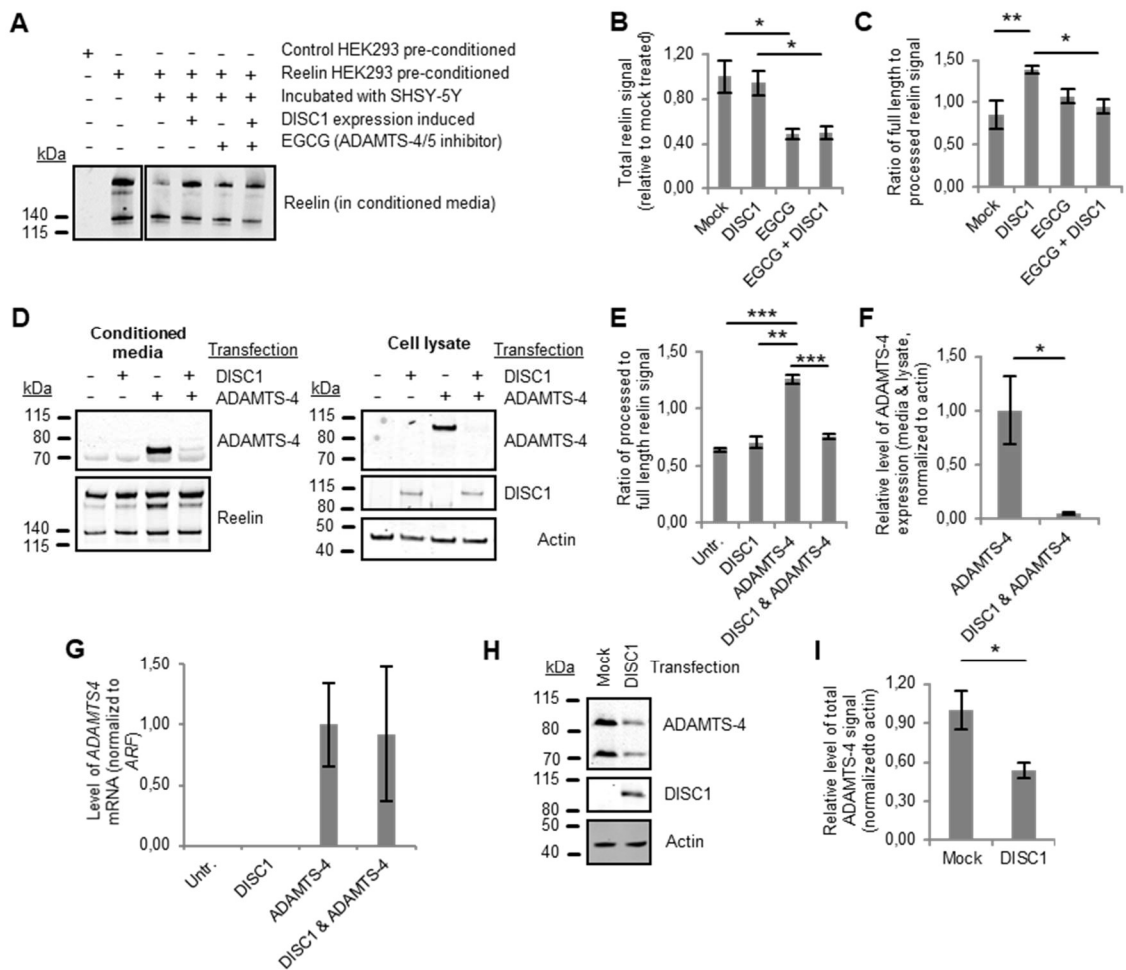 A
+ - - - - - Control HEK293 pre-conditioned
- + + + + + Reelin HEK293 pre-conditioned
- - + + + + Incubated with SHSY-5Y
- - - + - + DISC1 expression induced
- - - - + + EGCG (ADAMTS-4/5 inhibitor)
kDa
140
115
Reelin (in conditioned media)
B
Total reelin signal
(relative to mock treated)
1,20
0,80
0,40
0,00
*
*
Mock
DISC1
EGCG
EGCG + DISC1
C
Ratio of full length to
processed reelin signal
2,00
1,50
1,00
0,50
0,00
**
*
Mock
DISC1
EGCG
EGCG + DISC1
D
Conditioned
media
Transfection
- + - + DISC1
- - + + ADAMTS-4
kDa
115
80
70
ADAMTS-4
140
115
Reelin
Cell lysate
Transfection
- + - + DISC1
- - + + ADAMTS-4
kDa
115
80
70
ADAMTS-4
115
80
DISC1
50
40
Actin
E
Ratio of processed to
full length reelin signal
1,50
1,00
0,50
0,00
***
**
***
Untr.
DISC1
ADAMTS-4
DISC1 & ADAMTS-4
F
Relative level of ADAMTS-4
expression (media & lysate,
normalized to actin)
1,50
1,00
0,50
0,00
*
ADAMTS-4
DISC1 & ADAMTS-4
G
Level of ADAMTS4
mRNA (normalizd to
ARF)
1,50
1,00
0,50
0,00
Untr.
DISC1
ADAMTS-4
DISC1 & ADAMTS-4
H
kDa
Mock
DISC1
Transfection
115
80
70
ADAMTS-4
115
80
DISC1
50
40
Actin
I
Relative level of total
ADAMTS-4 signal
(normalizedto actin)
1,20
0,90
0,60
0,30
0,00
*
Mock
DISC1